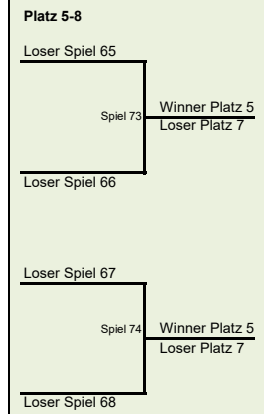 Platz 5-8
Loser Spiel 65
Spiel 73
Winner Platz 5
Loser Platz 7
Loser Spiel 66
Loser Spiel 67
Spiel 74
Winner Platz 5
Loser Platz 7
Loser Spiel 68